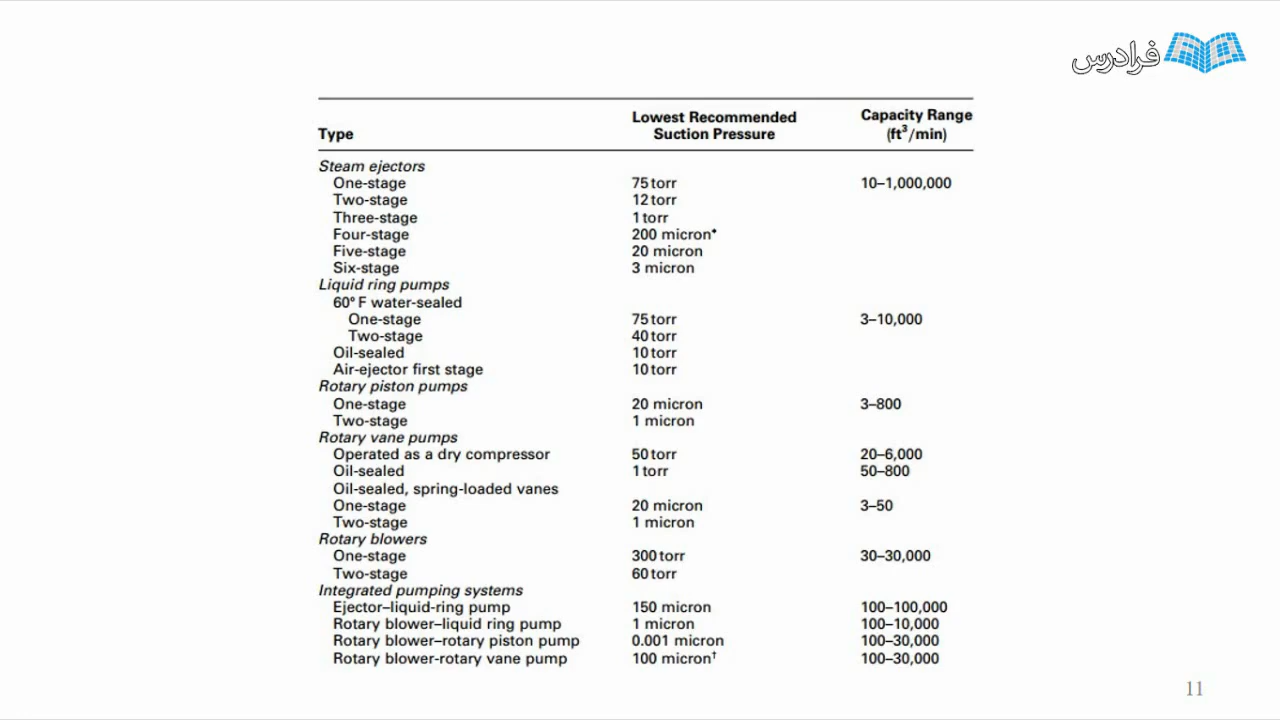 فرادرس
Type Lowest Recommended Suction Pressure Capacity Range (ft³/min)
Steam ejectors
One-stage 75 torr 10–1,000,000
Two-stage 12 torr
Three-stage 1 torr
Four-stage 200 micron*
Five-stage 20 micron
Six-stage 3 micron
Liquid ring pumps
60° F water-sealed
One-stage 75 torr 3–10,000
Two-stage 40 torr
Oil-sealed 10 torr
Air-ejector first stage 10 torr
Rotary piston pumps
One-stage 20 micron 3–800
Two-stage 1 micron
Rotary vane pumps
Operated as a dry compressor 50 torr 20–6,000
Oil-sealed 1 torr 50–800
Oil-sealed, spring-loaded vanes
One-stage 20 micron 3–50
Two-stage 1 micron
Rotary blowers
One-stage 300 torr 30–30,000
Two-stage 60 torr
Integrated pumping systems
Ejector–liquid-ring pump 150 micron 100–100,000
Rotary blower–liquid ring pump 1 micron 100–10,000
Rotary blower–rotary piston pump 0.001 micron 100–30,000
Rotary blower-rotary vane pump 100 micron† 100–30,000
11